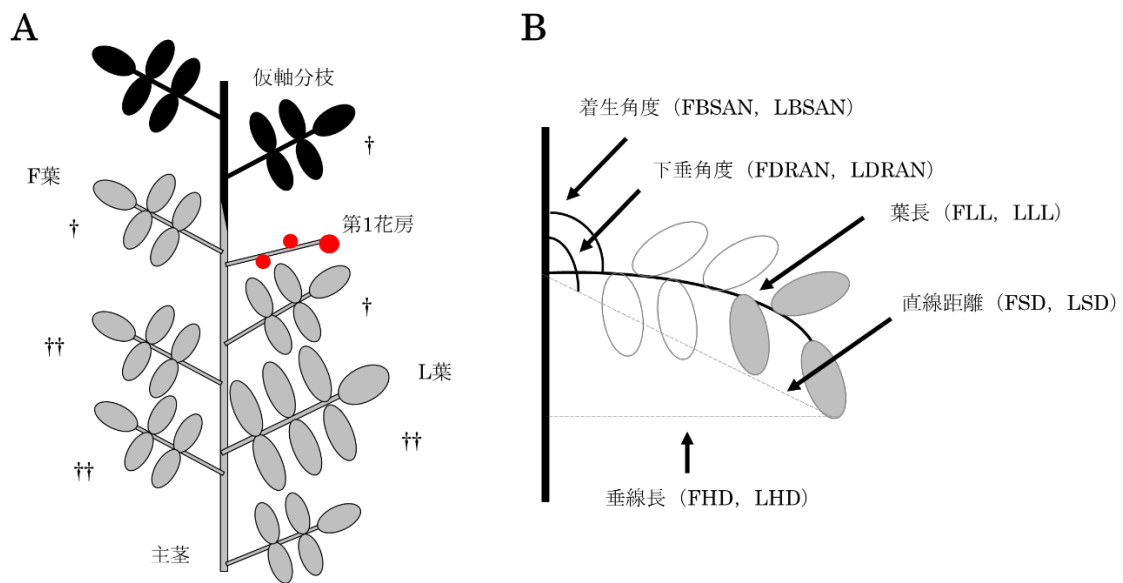 A
仮軸分枝
†
F葉
†
第1花房
†
††
L葉
††
††
主茎
B
着生角度（FBSAN，LBSAN）
下垂角度（FDRAN，LDRAN）
葉長（FLL，LLL）
直線距離（FSD，LSD）
垂線長（FHD，LHD）